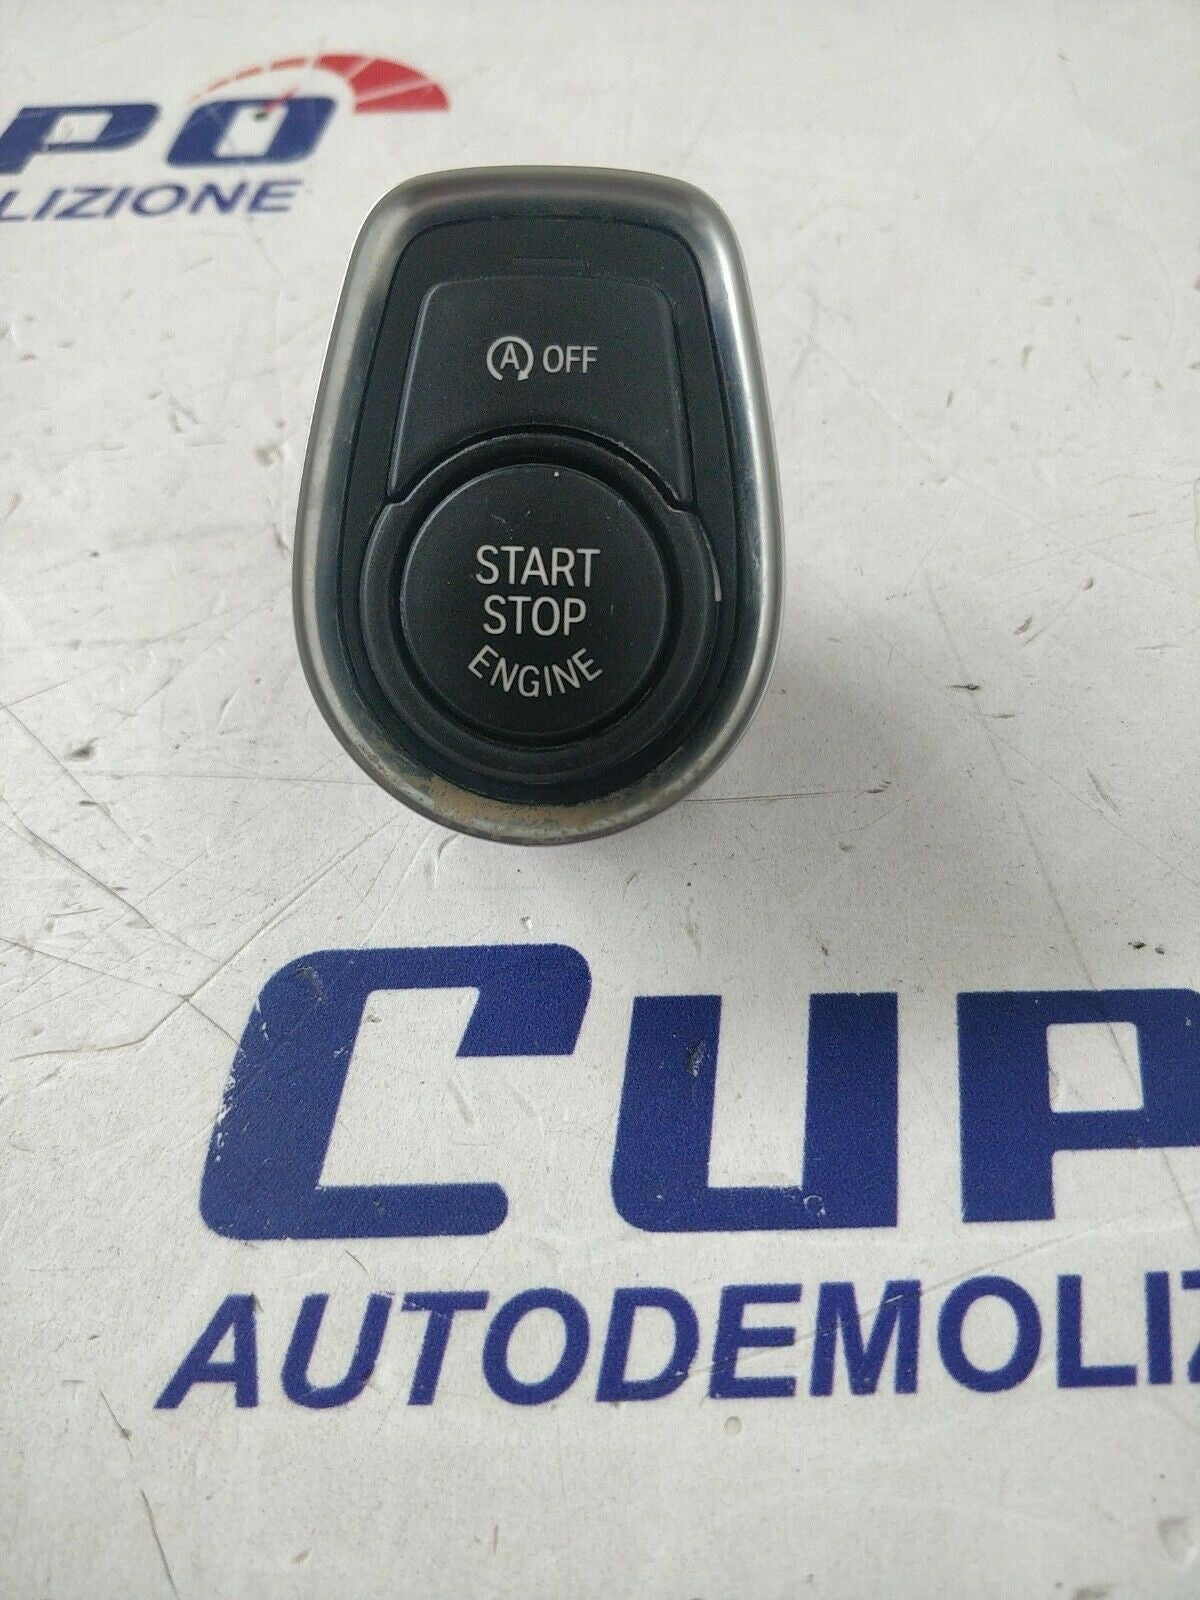 PO
LIZIONE
A OFF
START
STOP
ENGINE
CUP
AUTODEMOLIZ